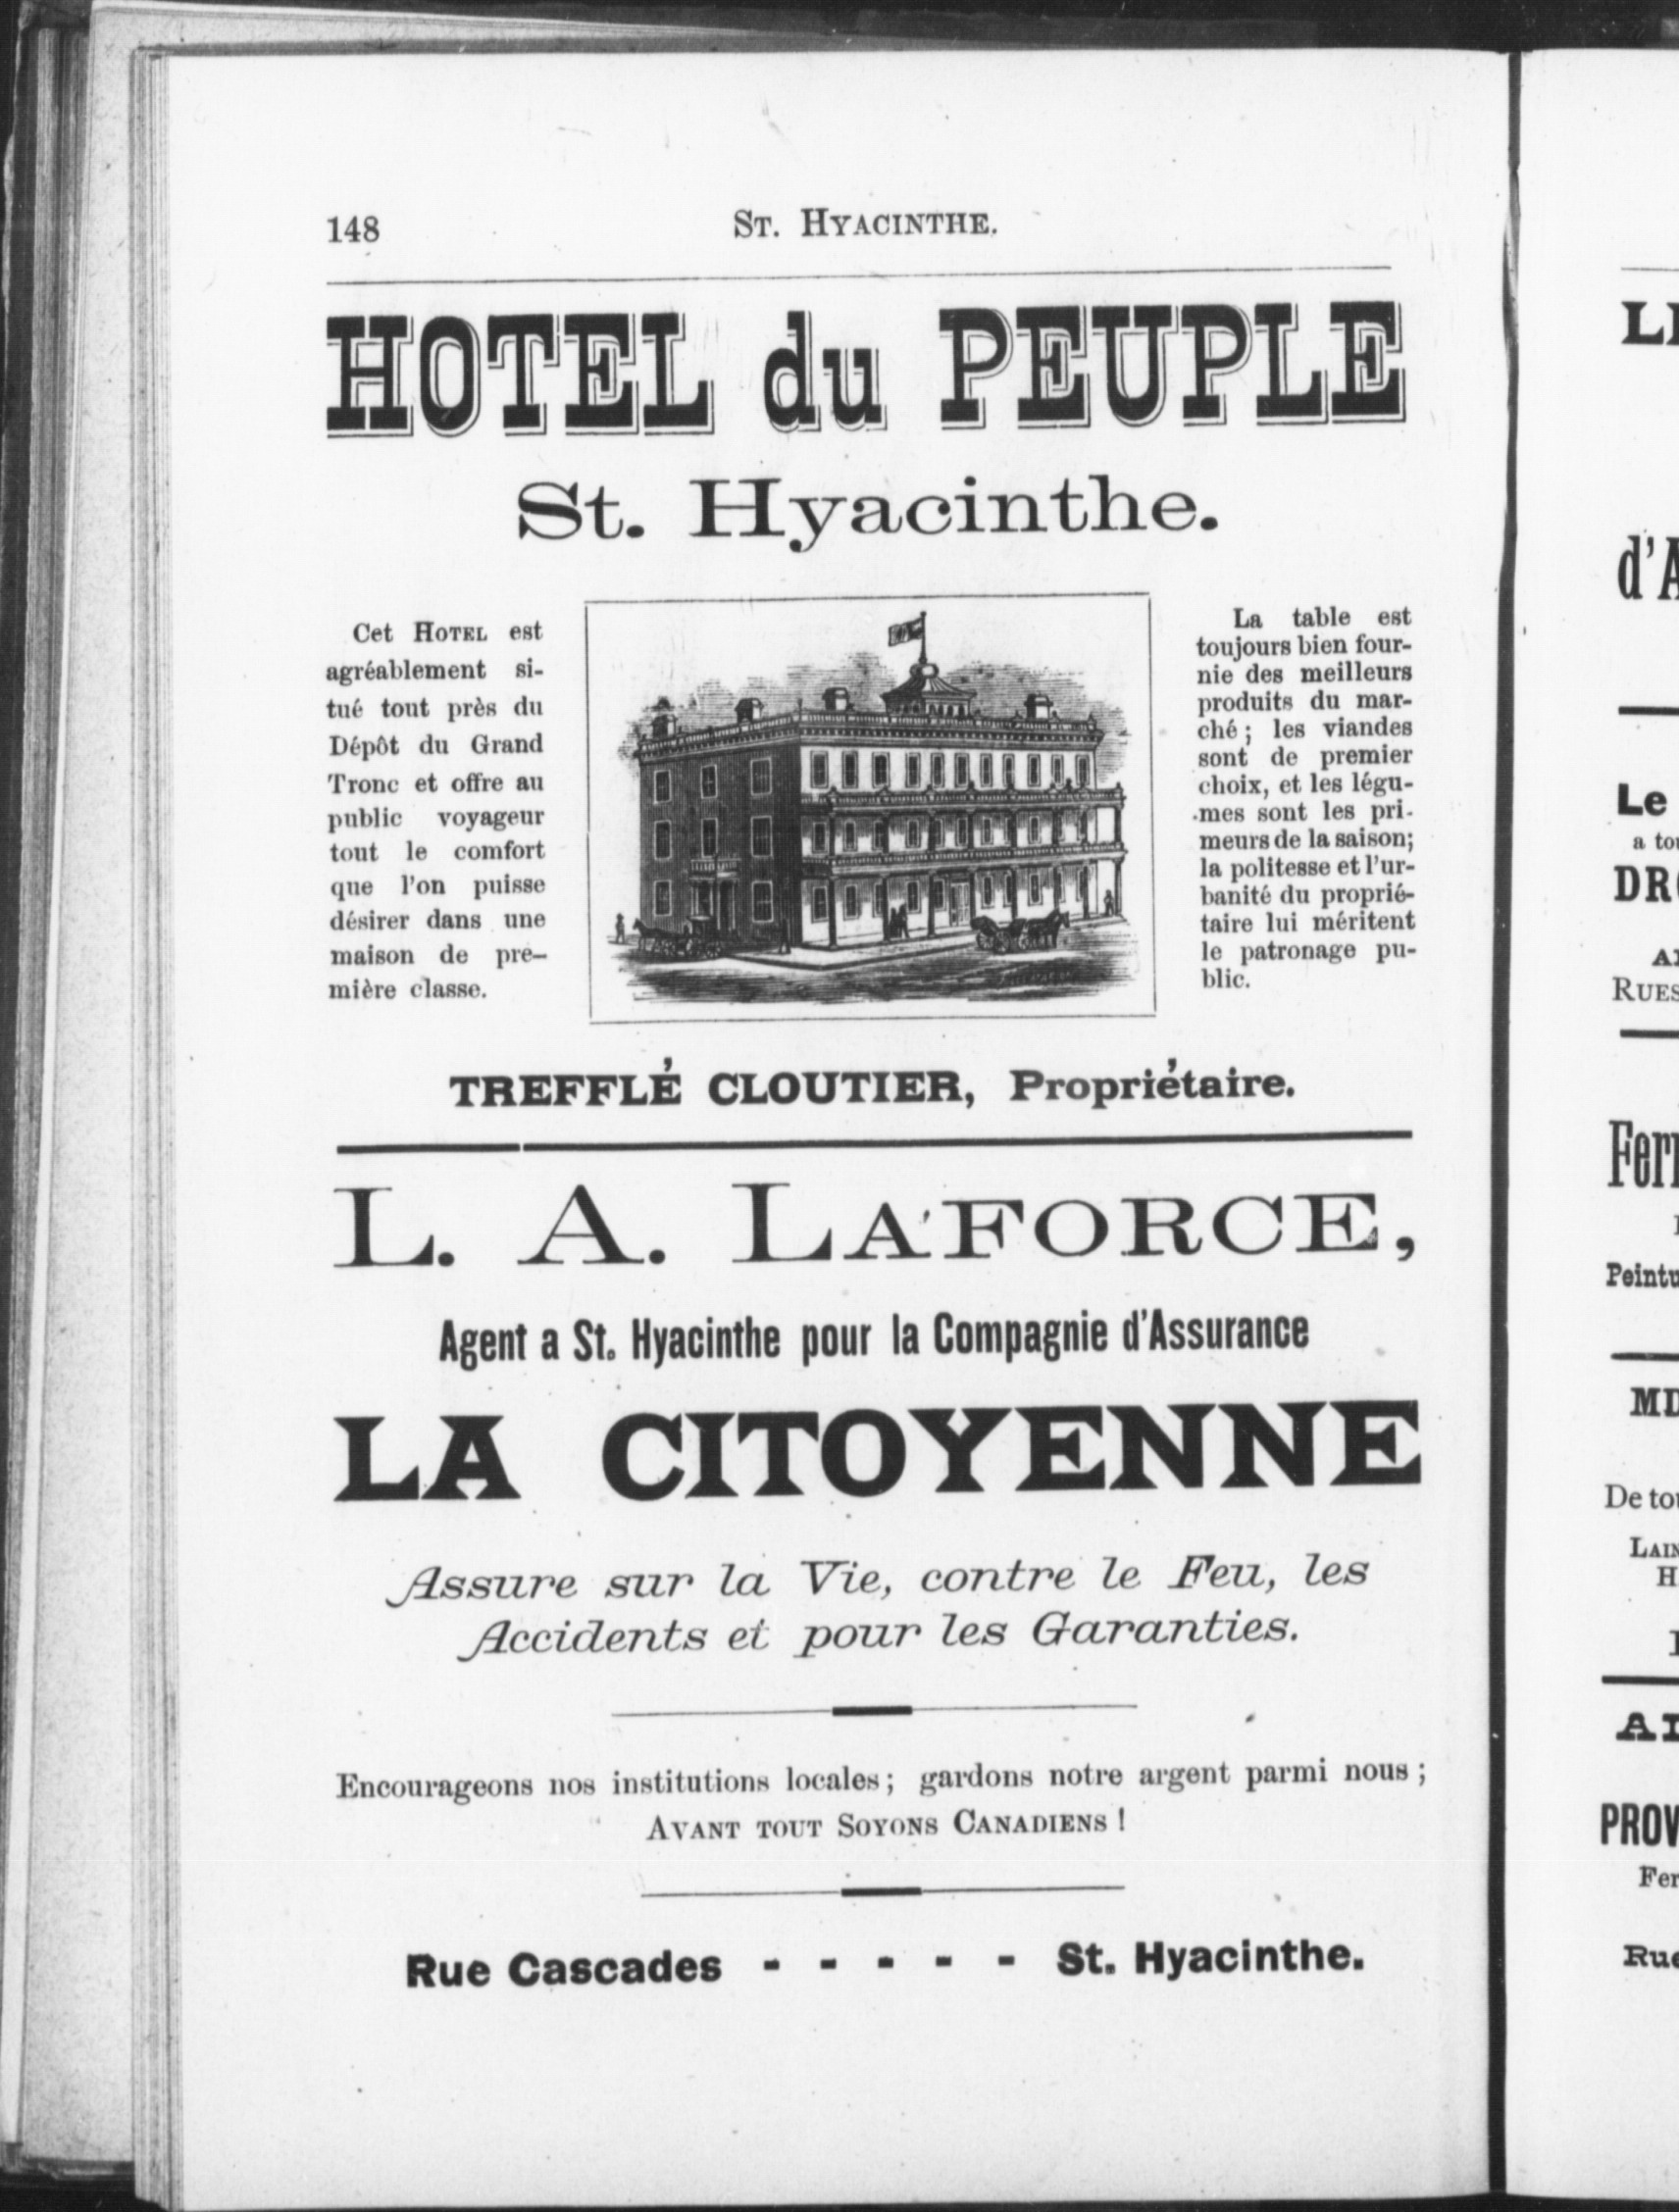 148 ST. HYACINTHE.
HOTEL du PEUPLE
St. Hyacinthe.
Cet HOTEL est
agréablement si-
tué tout près du
Dépôt du Grand
Tronc et offre au
public voyageur
tout le comfort
que l'on puisse
désirer dans une
maison de pre-
mière classe.
La table est
toujours bien four-
nie des meilleurs
produits du mar-
ché ; les viandes
sont de premier
choix, et les légu-
mes sont les pri-
meurs de la saison;
la politesse et l'ur-
banité du proprié-
taire lui méritent
le patronage pu-
blic.
TREFFLÉ CLOUTIER, Propriétaire.
L. A. LAFORCE,
Agent a St. Hyacinthe pour la Compagnie d'Assurance
LA CITOYENNE
Assure sur la Vie, contre le Feu, les
Accidents et pour les Garanties.
Encourageons nos institutions locales ; gardons notre argent parmi nous ;
AVANT TOUT SOYONS CANADIENS !
Rue Cascades - - - - - St. Hyacinthe.
Le
RUES
De
Rue